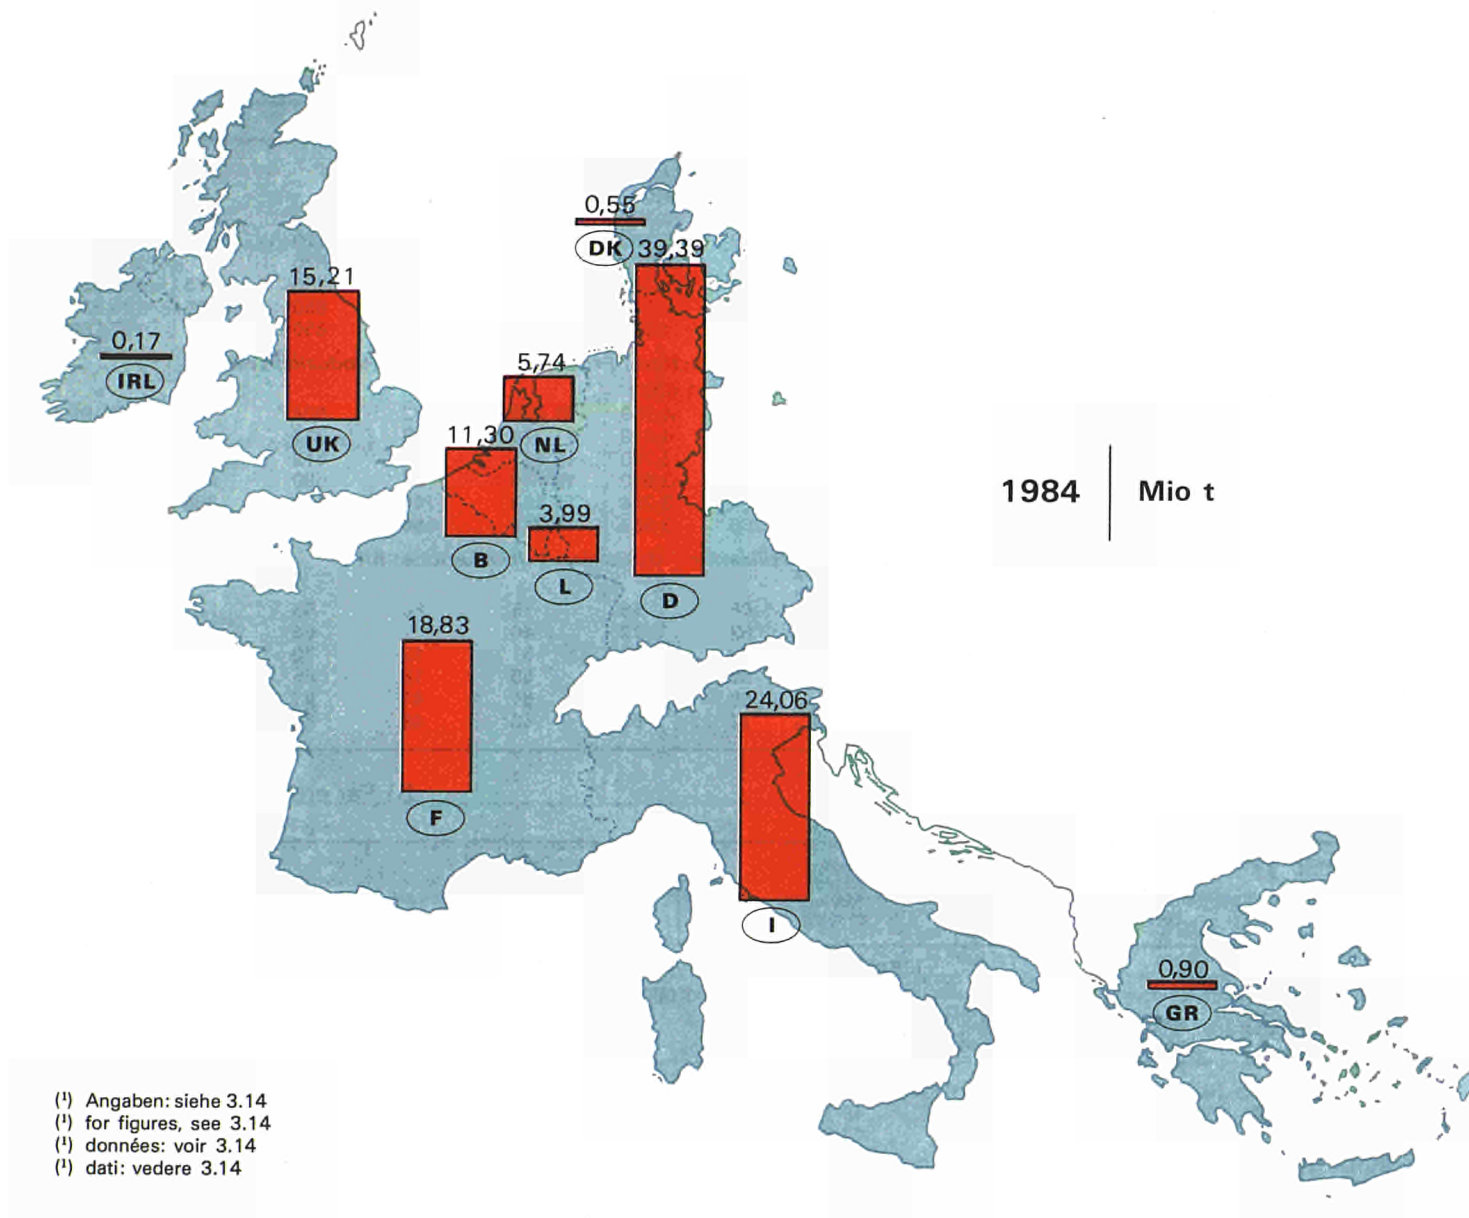 0,55
DK
39,39
15,21
0,17
IRL
5,74
UK
11,30
NL
1984
Mio t
3,99
B
L
D
18,83
24,06
F
I
0,90
GR
(¹) Angaben: siehe 3.14
(¹) for figures, see 3.14
(¹) données: voir 3.14
(¹) dati: vedere 3.14